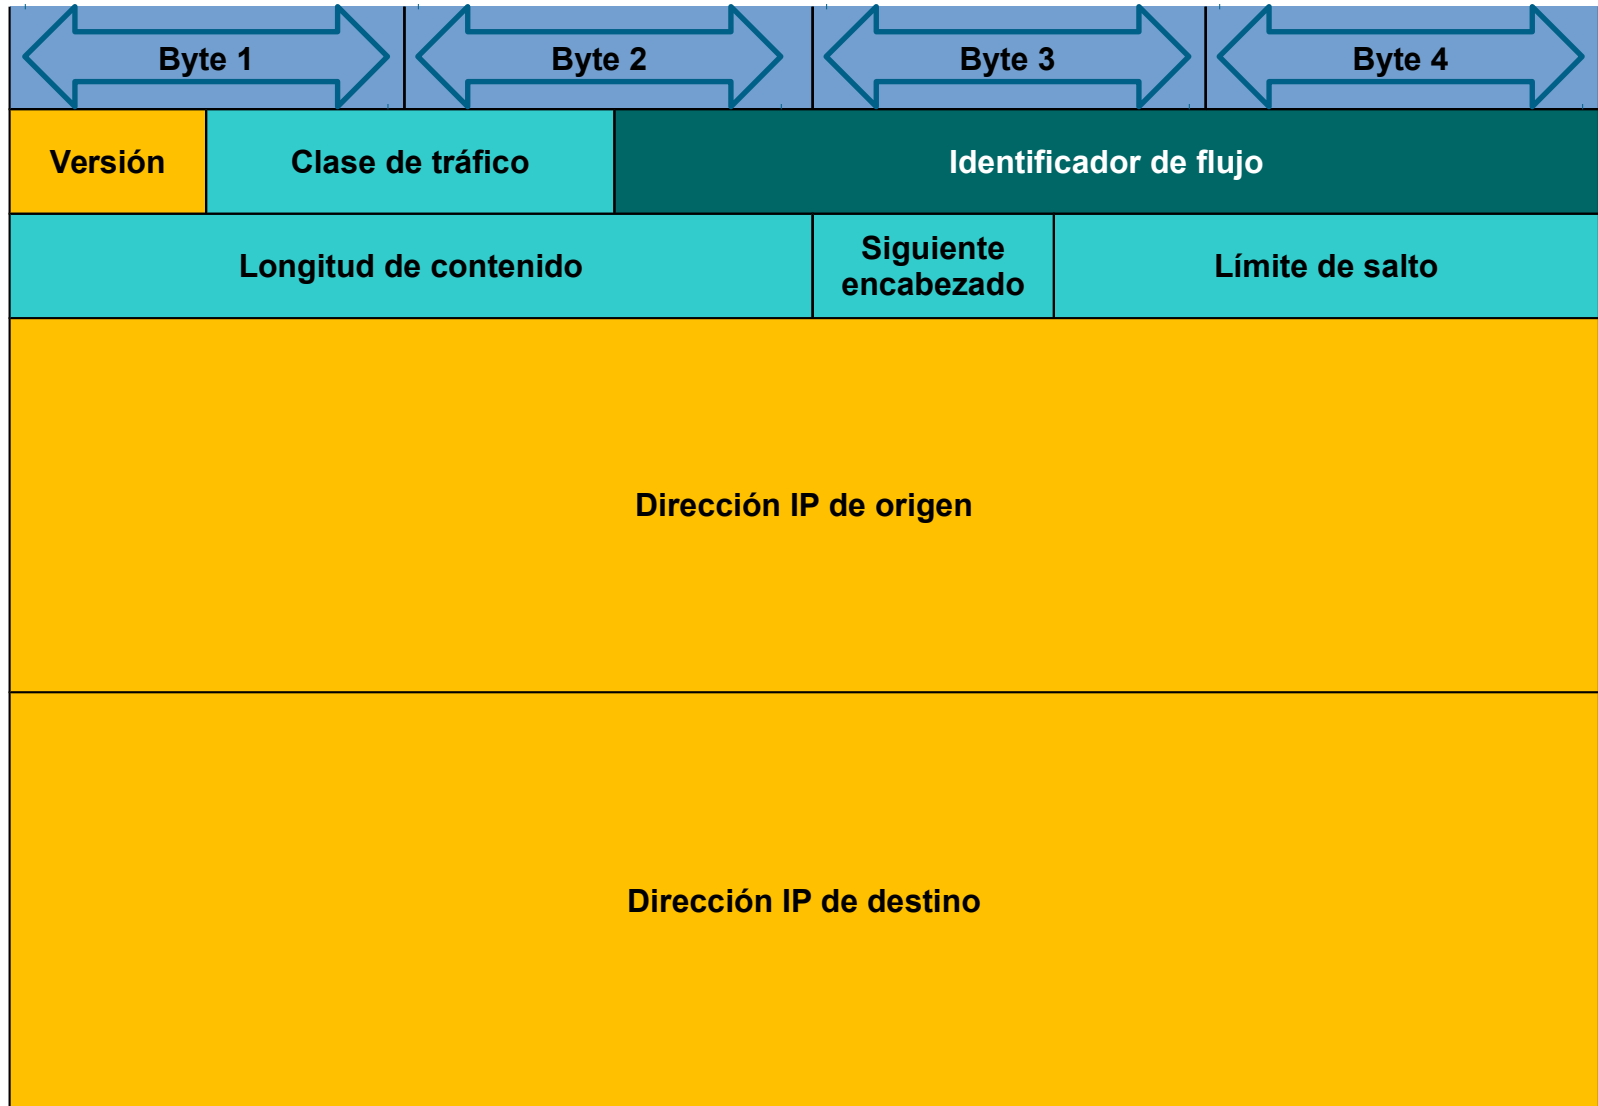 Byte 1
Byte 2
Byte 3
Byte 4
Versión
Clase de tráfico
Identificador de flujo
Longitud de contenido
Siguiente
encabezado
Límite de salto
Dirección IP de origen
Dirección IP de destino